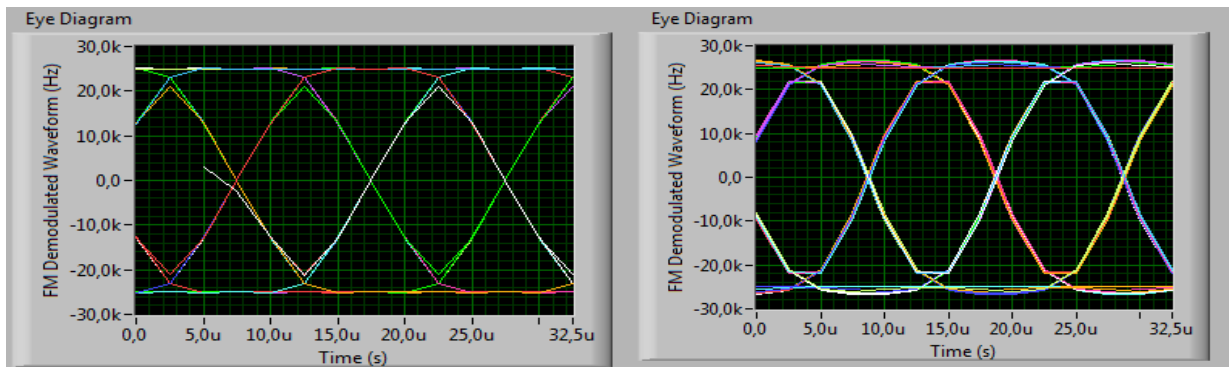 Eye Diagram
FM Demodulated Waveform (Hz)
30,0k
20,0k
10,0k
0,0
-10,0k
-20,0k
-30,0k
0,0 5,0u 10,0u 15,0u 20,0u 25,0u 32,5u
Time (s)
Eye Diagram
FM Demodulated Waveform (Hz)
30,0k
20,0k
10,0k
0,0
-10,0k
-20,0k
-30,0k
0,0 5,0u 10,0u 15,0u 20,0u 25,0u 32,5u
Time (s)